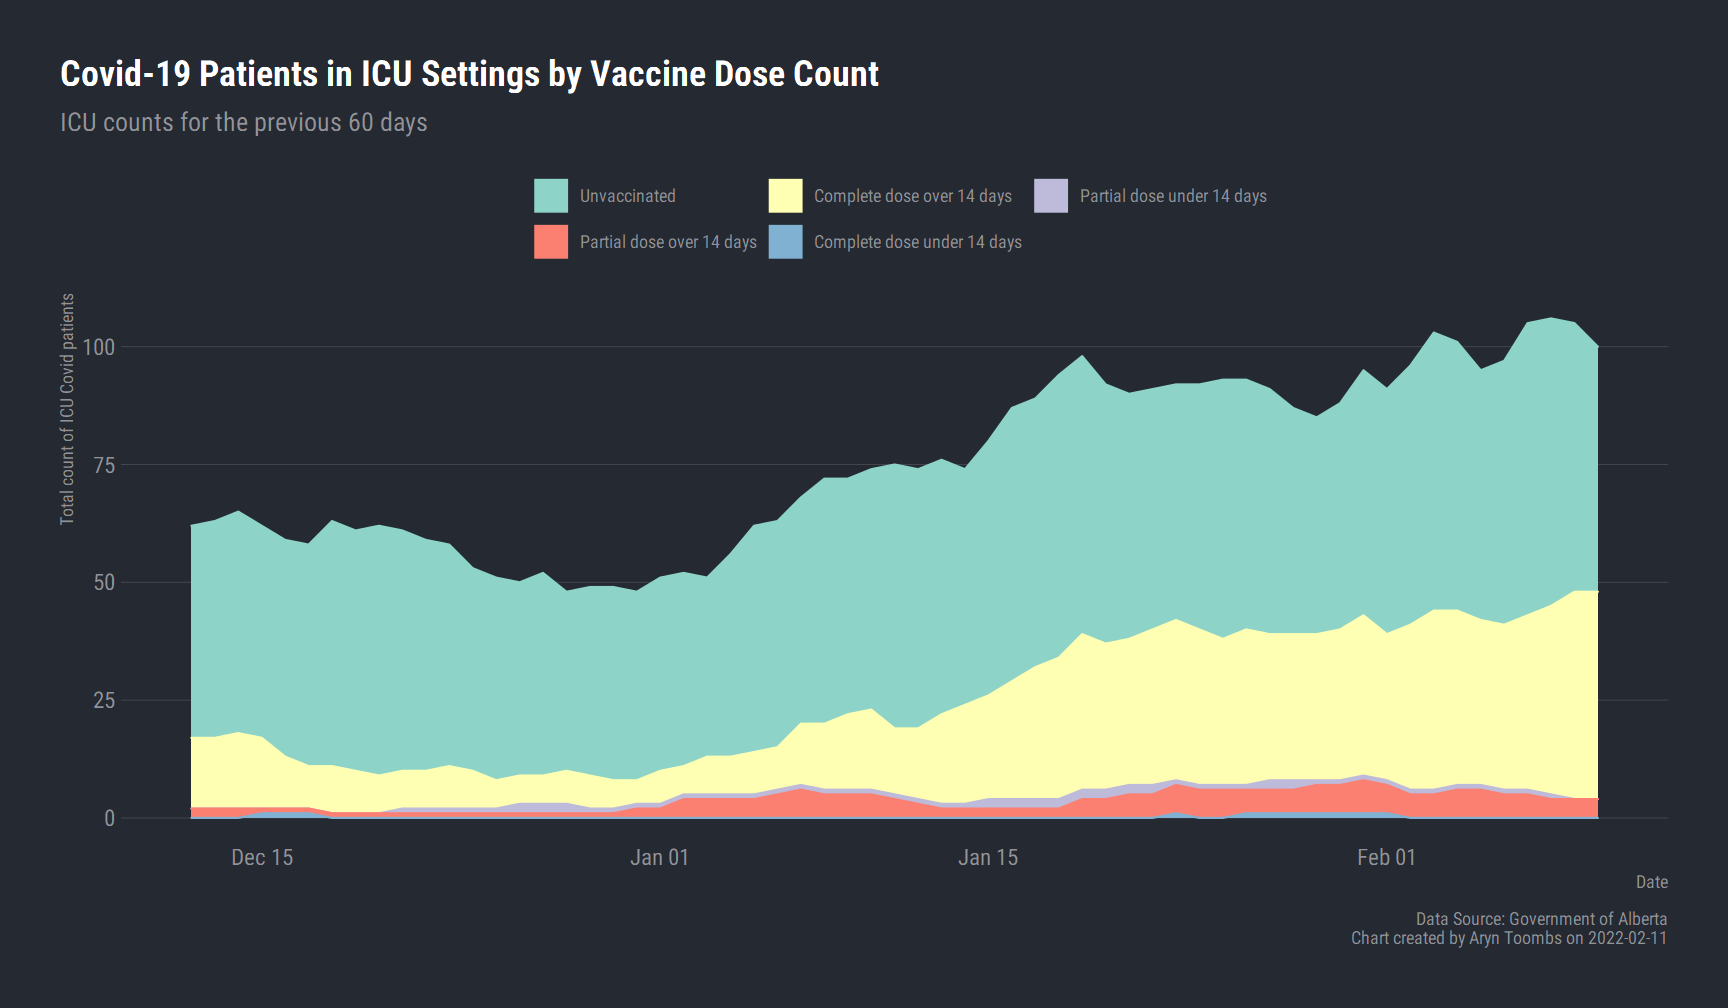 Covid-19 Patients in ICU Settings by Vaccine Dose Count
ICU counts for the previous 60 days
Unvaccinated
Complete dose over 14 days
Partial dose under 14 days
Partial dose over 14 days
Complete dose under 14 days
Total count of ICU Covid patients
100
75
50
25
0
Dec 15
Jan 01
Jan 15
Feb 01
Date
Data Source: Government of Alberta
Chart created by Aryn Toombs on 2022-02-11